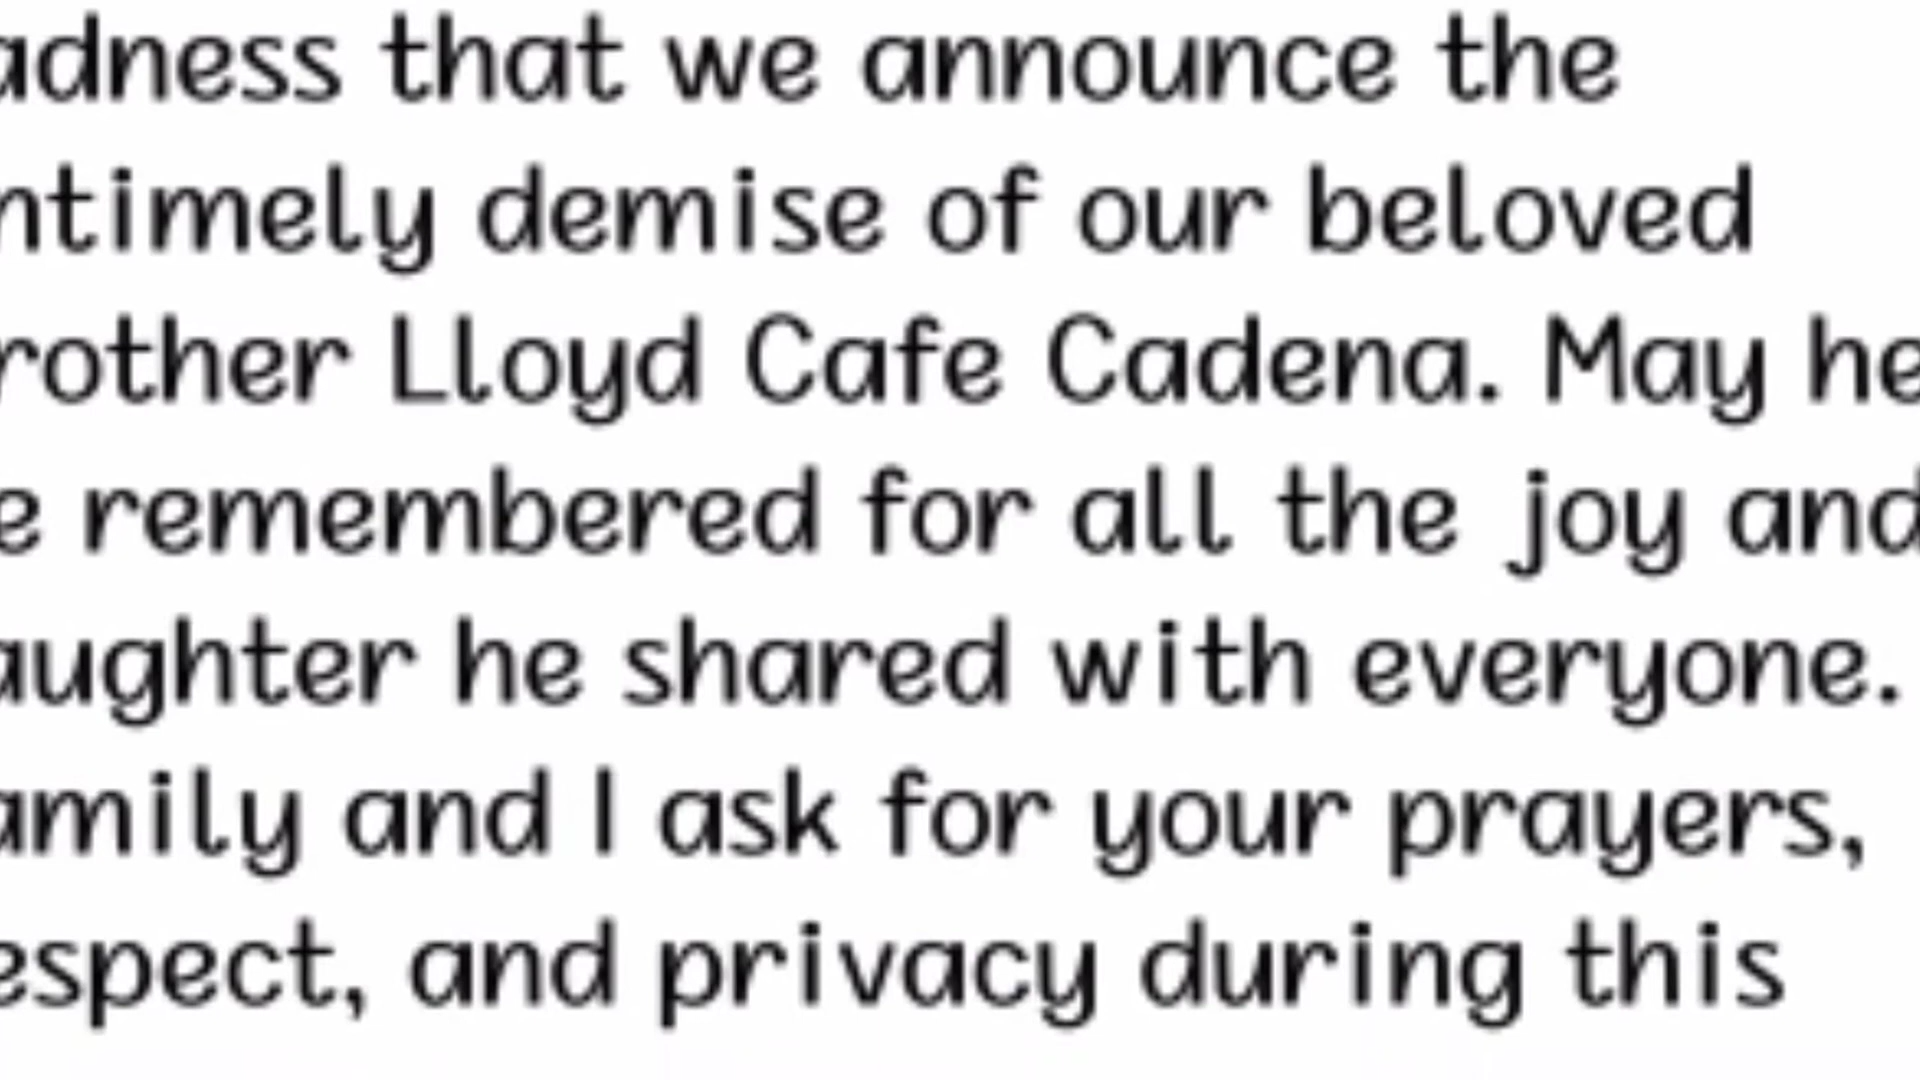 adness that we announce the
ntimely demise of our beloved
rother Lloyd Cafe Cadena. May he
e remembered for all the joy and
aughter he shared with everyone.
amily and I ask for your prayers,
espect, and privacy during this